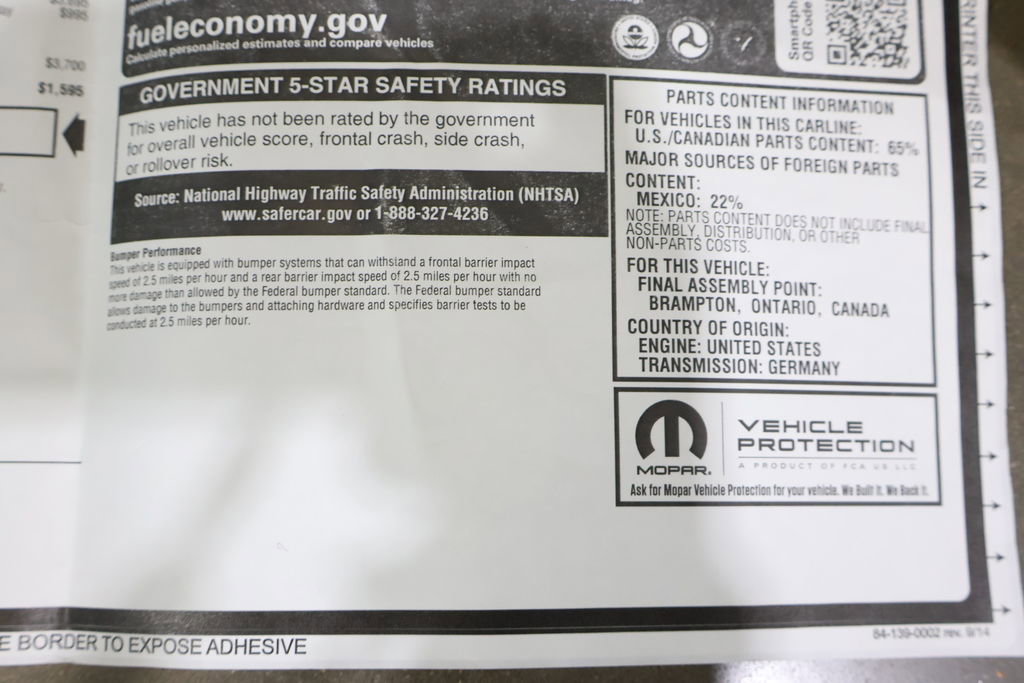 $995
$3,700
$1,595
fueleconomy.gov
Calculate personalized estimates and compare vehicles
Smartph
QR Code
GOVERNMENT 5-STAR SAFETY RATINGS
This vehicle has not been rated by the government
for overall vehicle score, frontal crash, side crash,
or rollover risk.
Source: National Highway Traffic Safety Administration (NHTSA)
www.safercar.gov or 1-888-327-4236
Bumper Performance
This vehicle is equipped with bumper systems that can withstand a frontal barrier impact
speed of 2.5 miles per hour and a rear barrier impact speed of 2.5 miles per hour with no
more damage than allowed by the Federal bumper standard. The Federal bumper standard
allows damage to the bumpers and attaching hardware and specifies barrier tests to be
conducted at 2.5 miles per hour.
PARTS CONTENT INFORMATION
FOR VEHICLES IN THIS CARLINE:
U.S./CANADIAN PARTS CONTENT: 65%
MAJOR SOURCES OF FOREIGN PARTS
CONTENT:
MEXICO: 22%
NOTE: PARTS CONTENT DOES NOT INCLUDE FINAL
ASSEMBLY, DISTRIBUTION, OR OTHER
NON-PARTS COSTS.
FOR THIS VEHICLE:
FINAL ASSEMBLY POINT:
BRAMPTON, ONTARIO, CANADA
COUNTRY OF ORIGIN:
ENGINE: UNITED STATES
TRANSMISSION: GERMANY
MOPAR®
VEHICLE
PROTECTION
A PRODUCT OF FCA US LLC
Ask for Mopar Vehicle Protection for your vehicle. We Built it. We Back it.
RINTER THIS SIDE IN
E BORDER TO EXPOSE ADHESIVE
84-139-0002 rev. 9/14